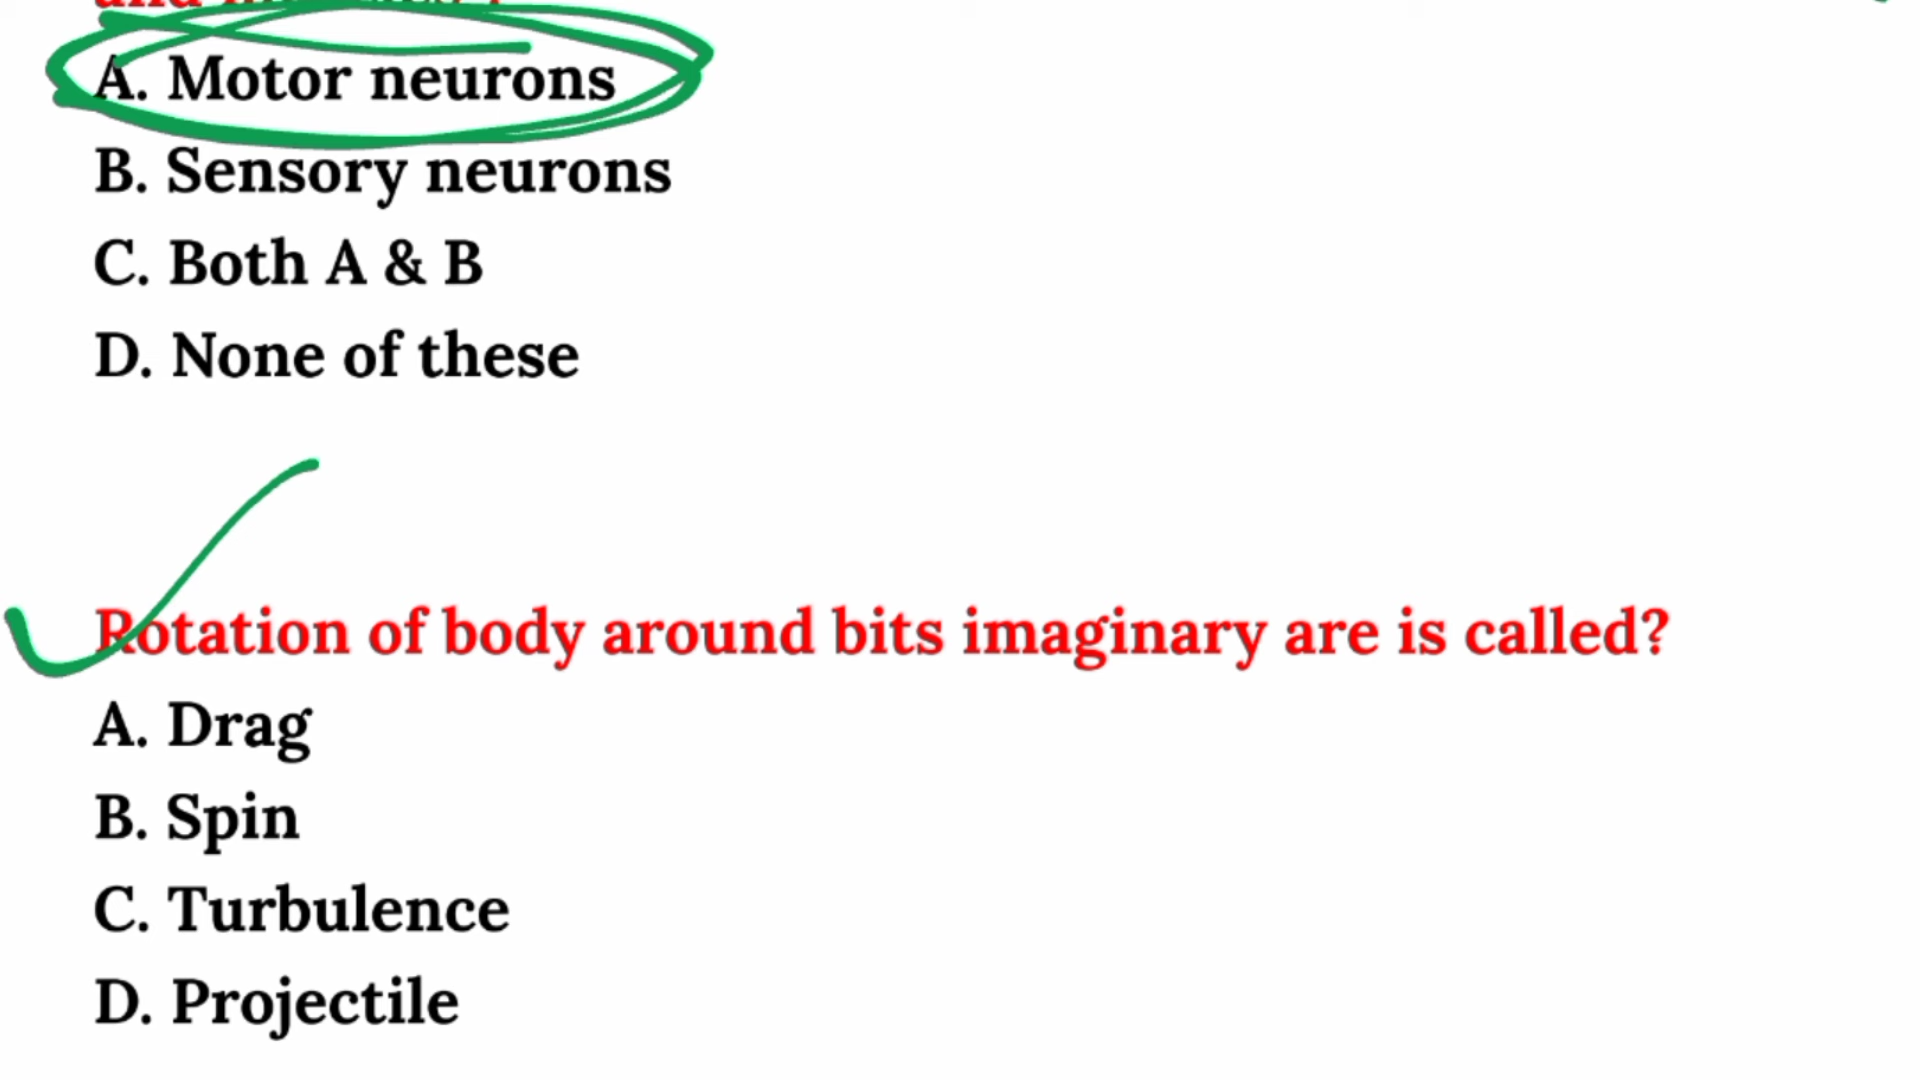 and
A. Motor neurons
B. Sensory neurons
C. Both A & B
D. None of these
Rotation of body around bits imaginary are is called?
A. Drag
B. Spin
C. Turbulence
D. Projectile